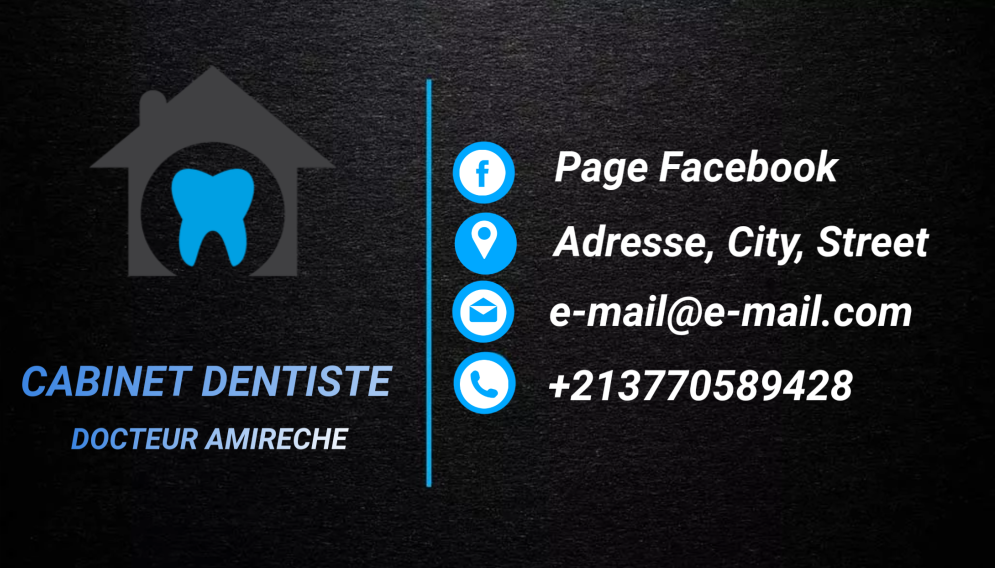 CABINET DENTISTE
DOCTEUR AMIRECHE
Page Facebook
Adresse, City, Street
e-mail@e-mail.com
+213770589428